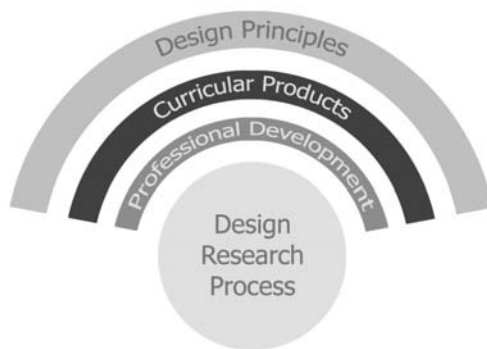 Design Principles
Curricular Products
Professional Development
Design
Research
Process